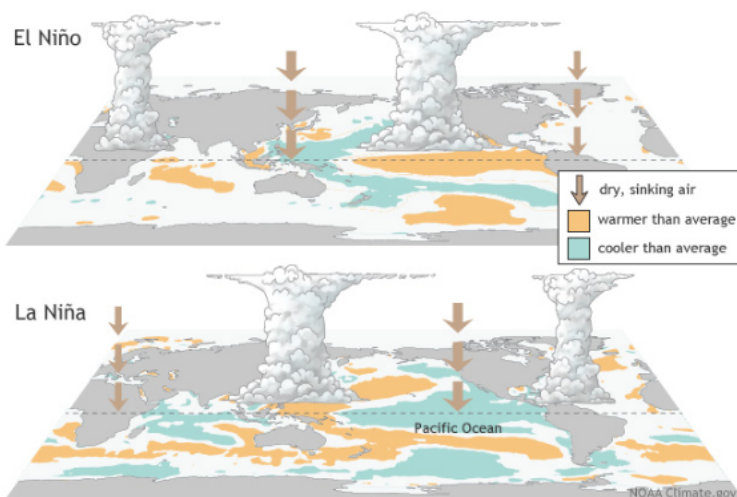 El Niño
dry, sinking air
warmer than average
cooler than average
La Niña
Pacific Ocean
NOAA Climate.gov